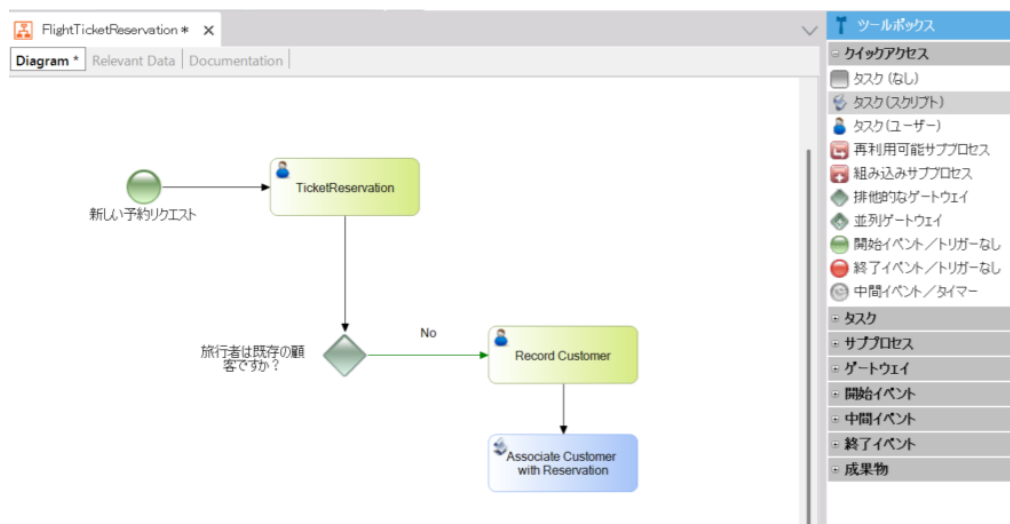 FlightTicketReservation *
Diagram * Relevant Data Documentation
新しい予約リクエスト
TicketReservation
旅行者は既存の顧
客ですか？
No
Record Customer
Associate Customer
with Reservation
ツールボックス
クイックアクセス
タスク (なし)
タスク(スクリプト)
タスク(ユーザー)
再利用可能サブプロセス
組み込みサブプロセス
排他的なゲートウェイ
並列ゲートウェイ
開始イベント／トリガーなし
終了イベント／トリガーなし
中間イベント／タイマー
タスク
サブプロセス
ゲートウェイ
開始イベント
中間イベント
終了イベント
成果物